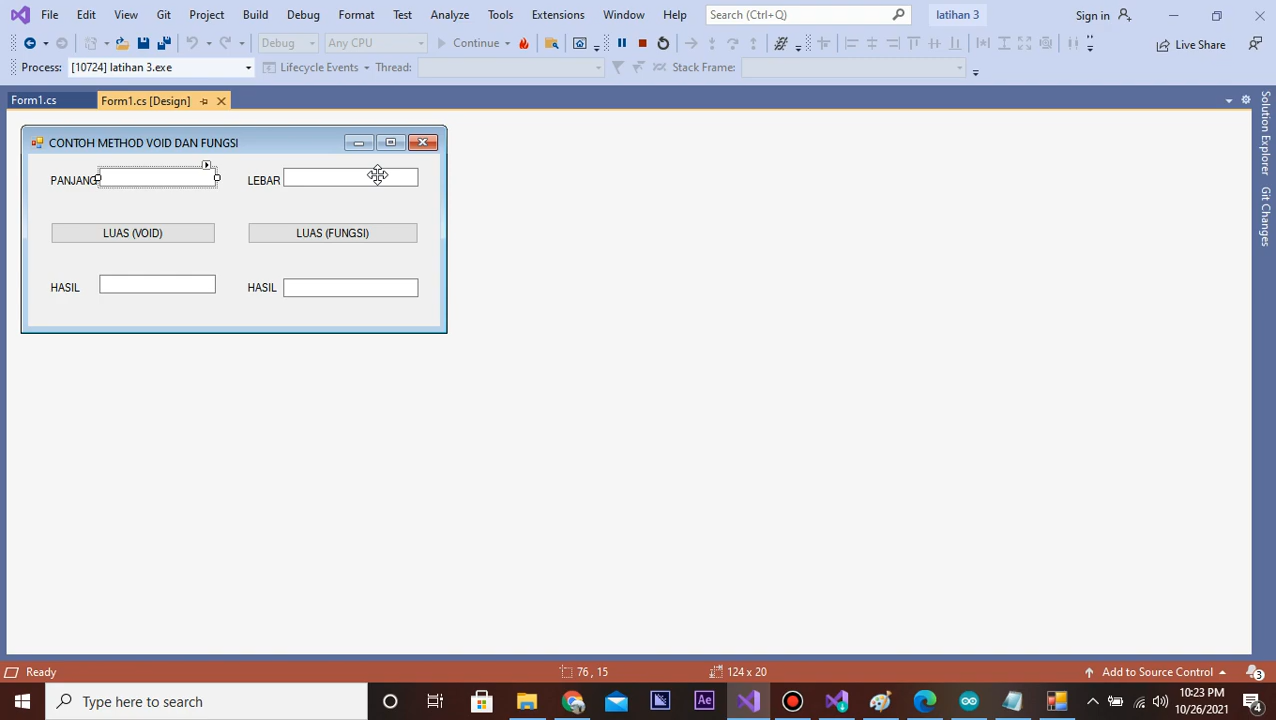 File Edit View Git Project Build Debug Format Test Analyze Tools Extensions Window Help Search (Ctrl+Q) latihan 3 Sign in
Debug Any CPU Continue Live Share
Process: [10724] latihan 3.exe Lifecycle Events Thread: Stack Frame:
Form1.cs Form1.cs [Design]
CONTOH METHOD VOID DAN FUNGSI
PANJANG LEBAR
LUAS (VOID) LUAS (FUNGSI)
HASIL HASIL
Solution Explorer
Git Changes
Ready 76 , 15 124 x 20 Add to Source Control 3
Type here to search Ae 10:23 PM
10/26/2021 4